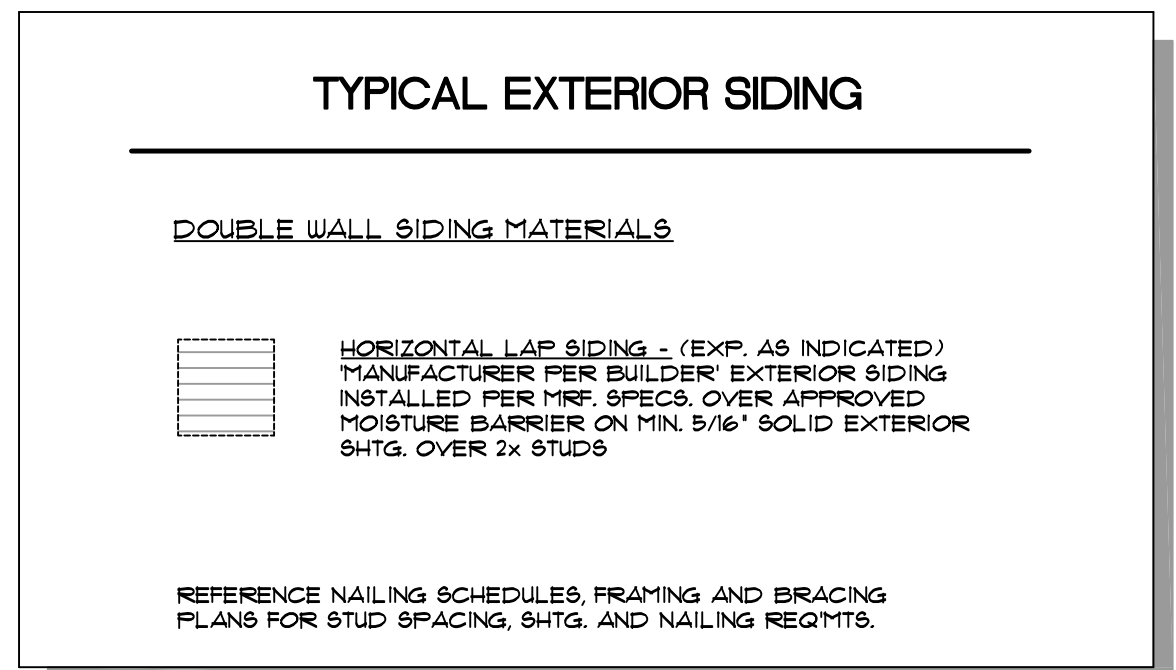 TYPICAL EXTERIOR SIDING
DOUBLE WALL SIDING MATERIALS
HORIZONTAL LAP SIDING - (EXP. AS INDICATED)
'MANUFACTURER PER BUILDER' EXTERIOR SIDING
INSTALLED PER MRF. SPECS. OVER APPROVED
MOISTURE BARRIER ON MIN. 5/16" SOLID EXTERIOR
SHTG. OVER 2x STUDS
REFERENCE NAILING SCHEDULES, FRAMING AND BRACING
PLANS FOR STUD SPACING, SHTG. AND NAILING REQ'MTS.